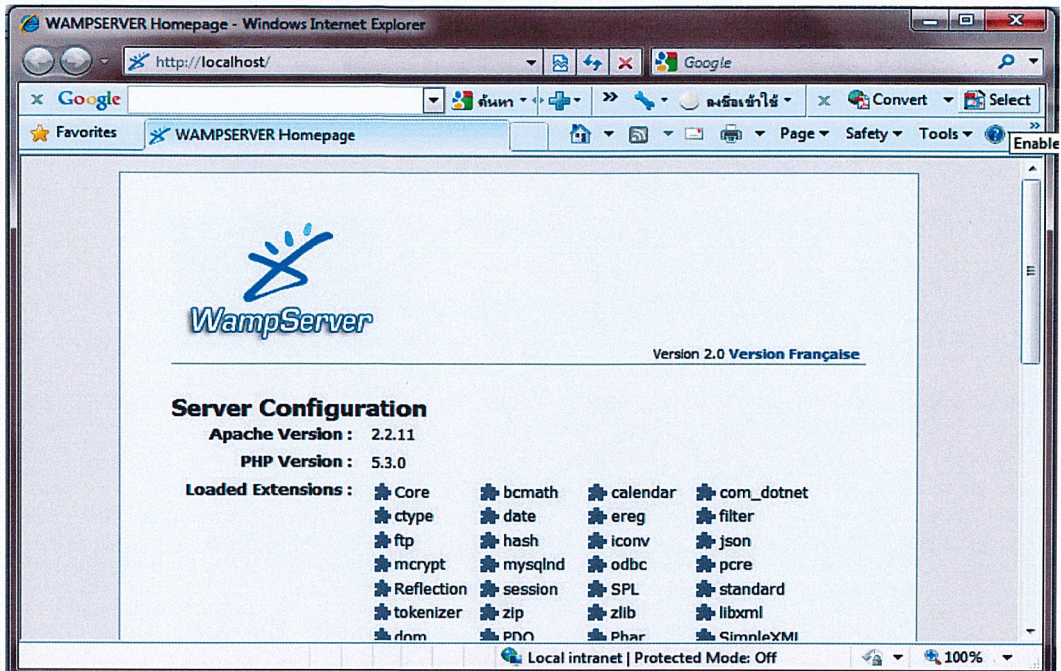 WAMPSERVER Homepage - Windows Internet Explorer
http://localhost/ Google
Google ค้นหา ลงชื่อเข้าใช้ Convert Select
Favorites WAMPSERVER Homepage Page Safety Tools
Enable
WampServer
Version 2.0 Version Française
Server Configuration
Apache Version : 2.2.11
PHP Version : 5.3.0
Loaded Extensions : Core bcmath calendar com_dotnet
ctype date ereg filter
ftp hash iconv json
mcrypt mysqlnd odbc pcre
Reflection session SPL standard
tokenizer zip zlib libxml
dom PDO Phar SimpleXML
Local intranet | Protected Mode: Off 100%